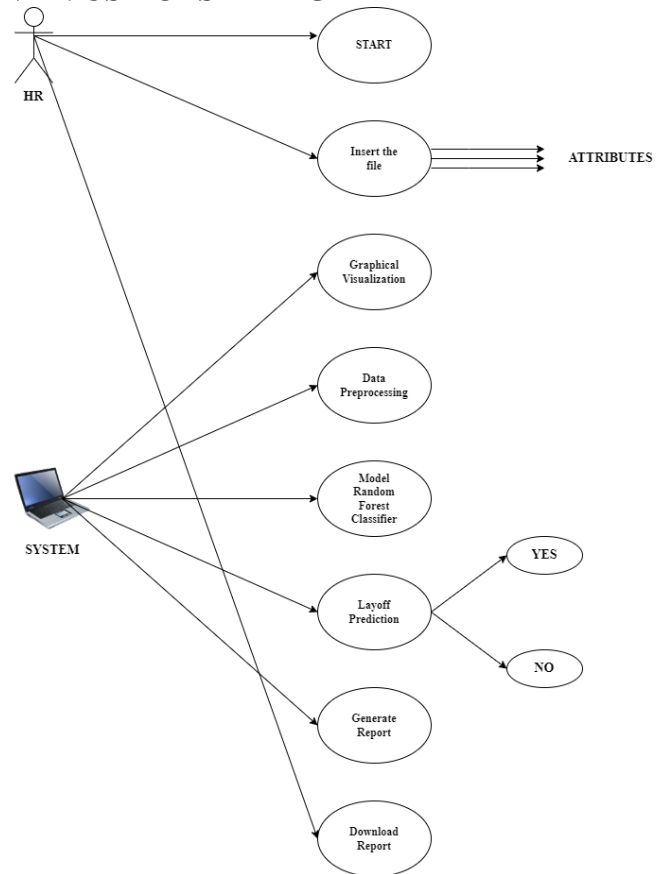 START
HR
Insert the
file
ATTRIBUTES
Graphical
Visualization
Data
Preprocessing
Model
Random
Forest
Classifier
SYSTEM
YES
Layoff
Prediction
NO
Generate
Report
Download
Report